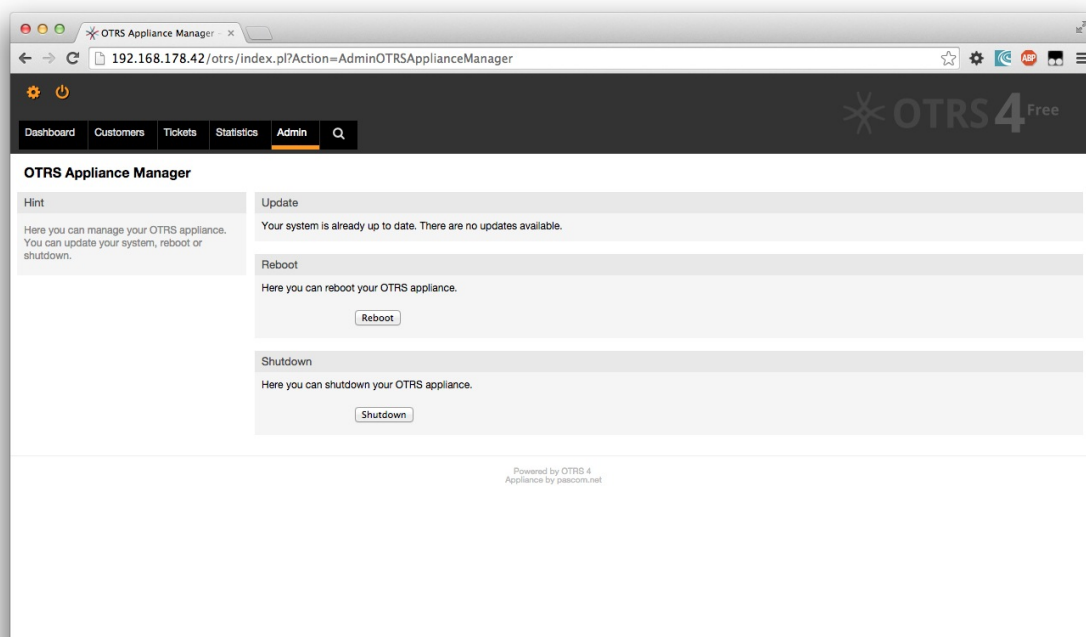 OTRS Appliance Manager -
192.168.178.42/otrs/index.pl?Action=AdminOTRSApplianceManager
ABP
OTRS 4 Free
Dashboard Customers Tickets Statistics Admin
OTRS Appliance Manager
Hint
Here you can manage your OTRS appliance.
You can update your system, reboot or
shutdown.
Update
Your system is already up to date. There are no updates available.
Reboot
Here you can reboot your OTRS appliance.
Reboot
Shutdown
Here you can shutdown your OTRS appliance.
Shutdown
Powered by OTRS 4
Appliance by pascom.net